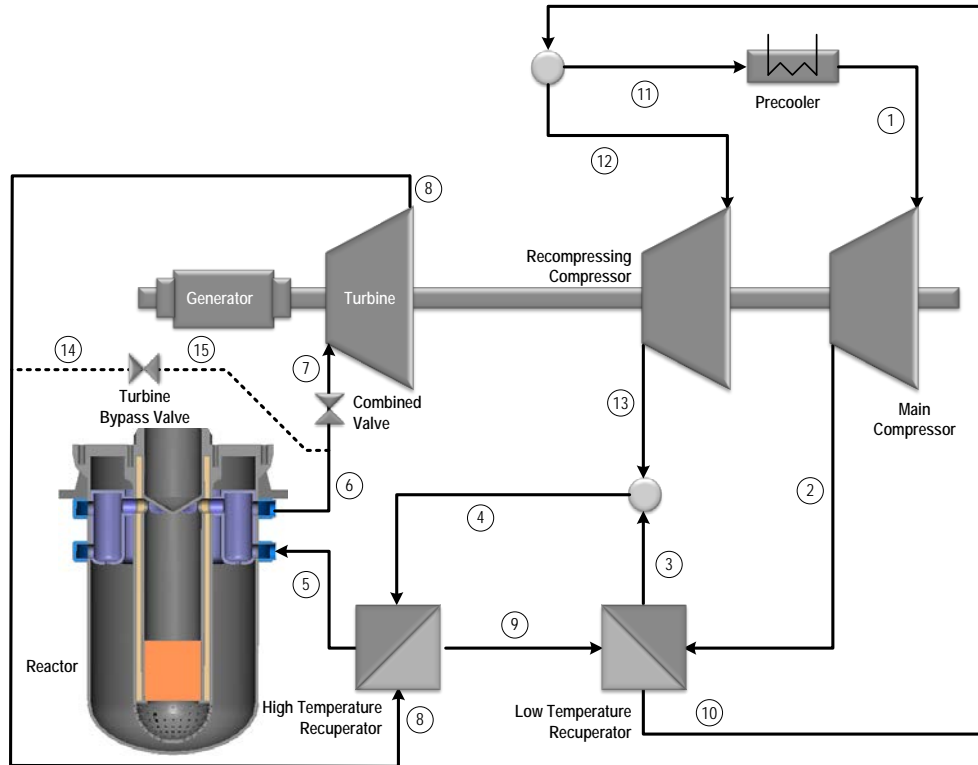 11
Precooler
1
12
8
Recompressing
Compressor
Generator
Turbine
14
15
7
Turbine
Bypass Valve
Combined
Valve
13
Main
Compressor
6
4
2
5
3
9
Reactor
High Temperature
Recuperator
8
Low Temperature
Recuperator
10